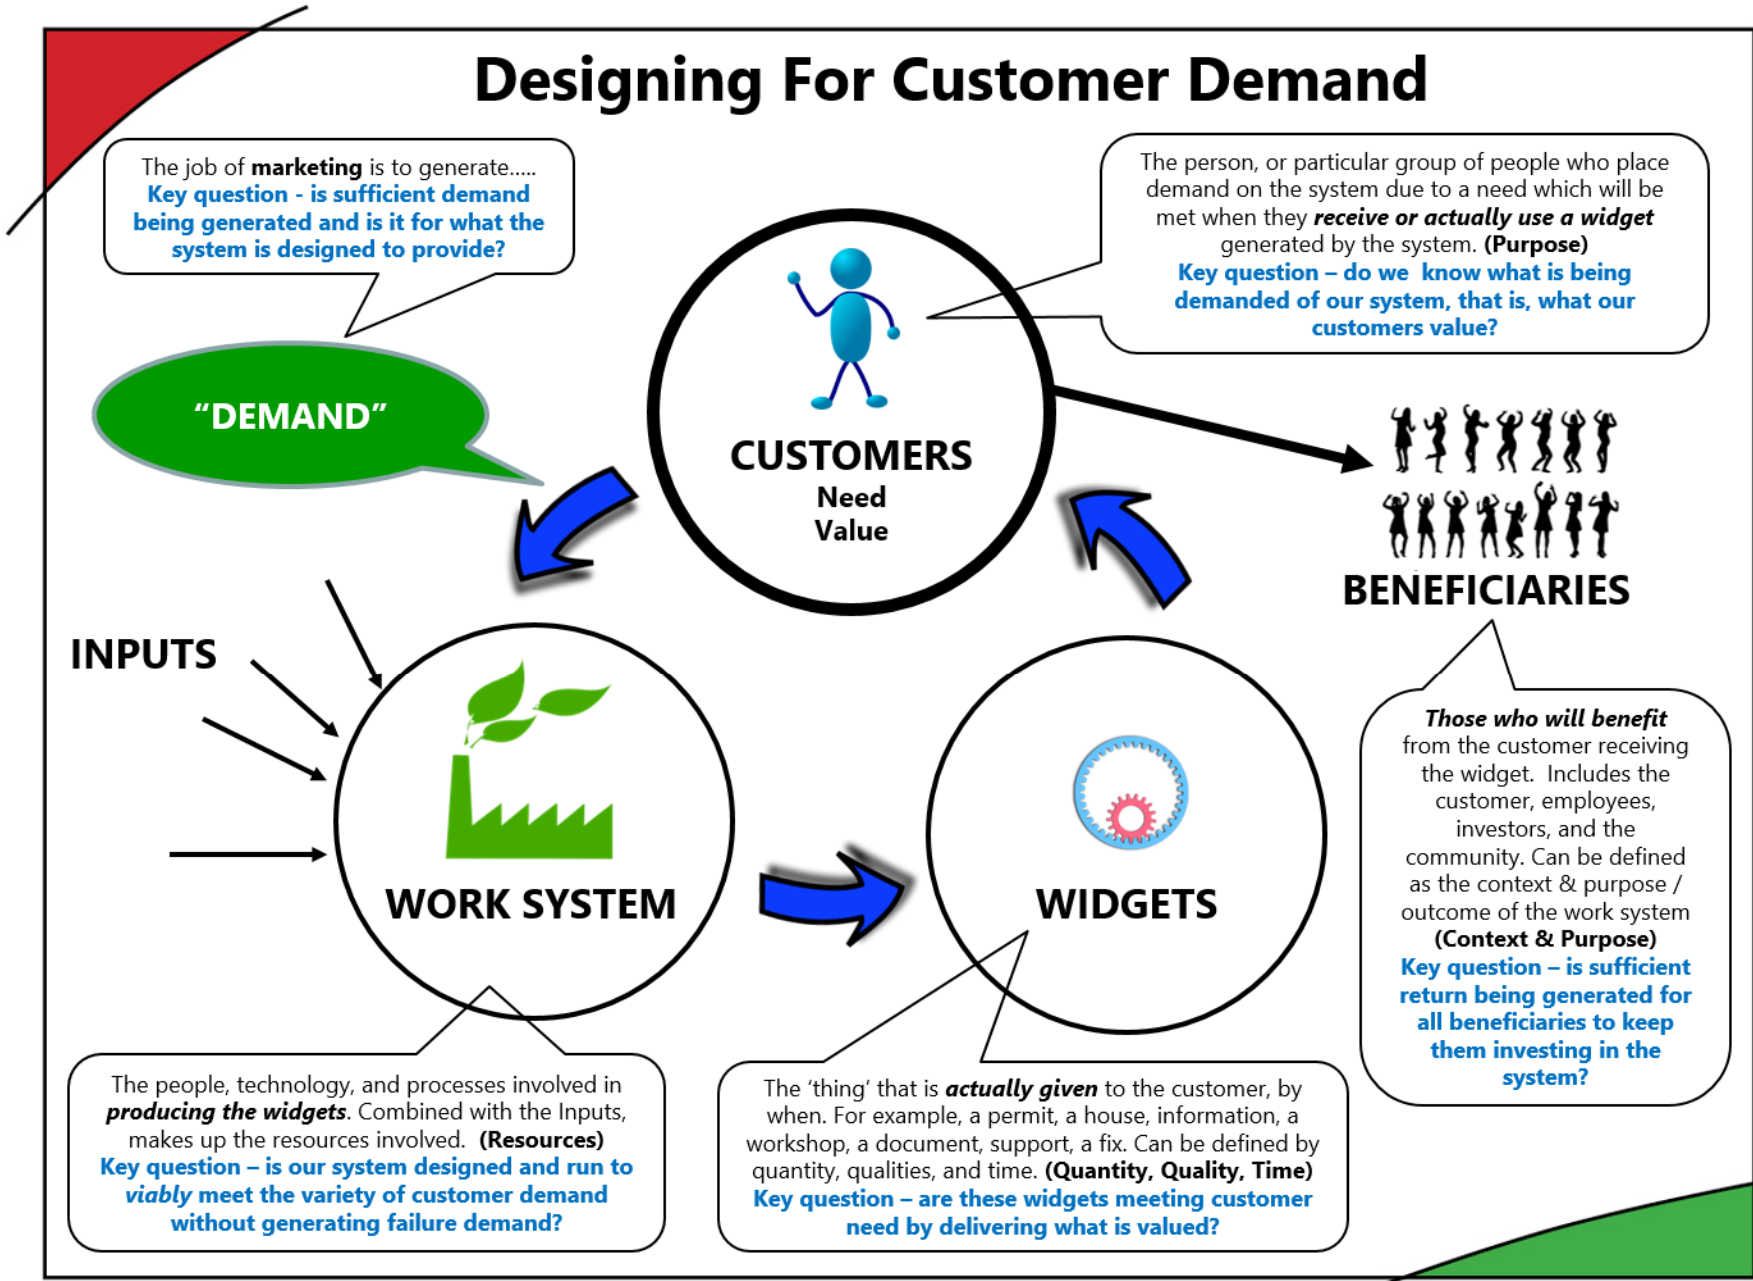 Designing For Customer Demand
The job of marketing is to generate.....
Key question - is sufficient demand
being generated and is it for what the
system is designed to provide?
The person, or particular group of people who place
demand on the system due to a need which will be
met when they receive or actually use a widget
generated by the system. (Purpose)
Key question – do we  know what is being
demanded of our system, that is, what our
customers value?
“DEMAND”
CUSTOMERS
Need
Value
BENEFICIARIES
INPUTS
Those who will benefit
from the customer receiving
the widget.  Includes the
customer, employees,
investors, and the
community. Can be defined
as the context & purpose /
outcome of the work system
(Context & Purpose)
Key question – is sufficient
return being generated for
all beneficiaries to keep
them investing in the
system?
WORK SYSTEM
WIDGETS
The people, technology, and processes involved in
producing the widgets. Combined with the Inputs,
makes up the resources involved.  (Resources)
Key question – is our system designed and run to
viably meet the variety of customer demand
without generating failure demand?
The ‘thing’ that is actually given to the customer, by
when. For example, a permit, a house, information, a
workshop, a document, support, a fix. Can be defined by
quantity, qualities, and time. (Quantity, Quality, Time)
Key question – are these widgets meeting customer
need by delivering what is valued?